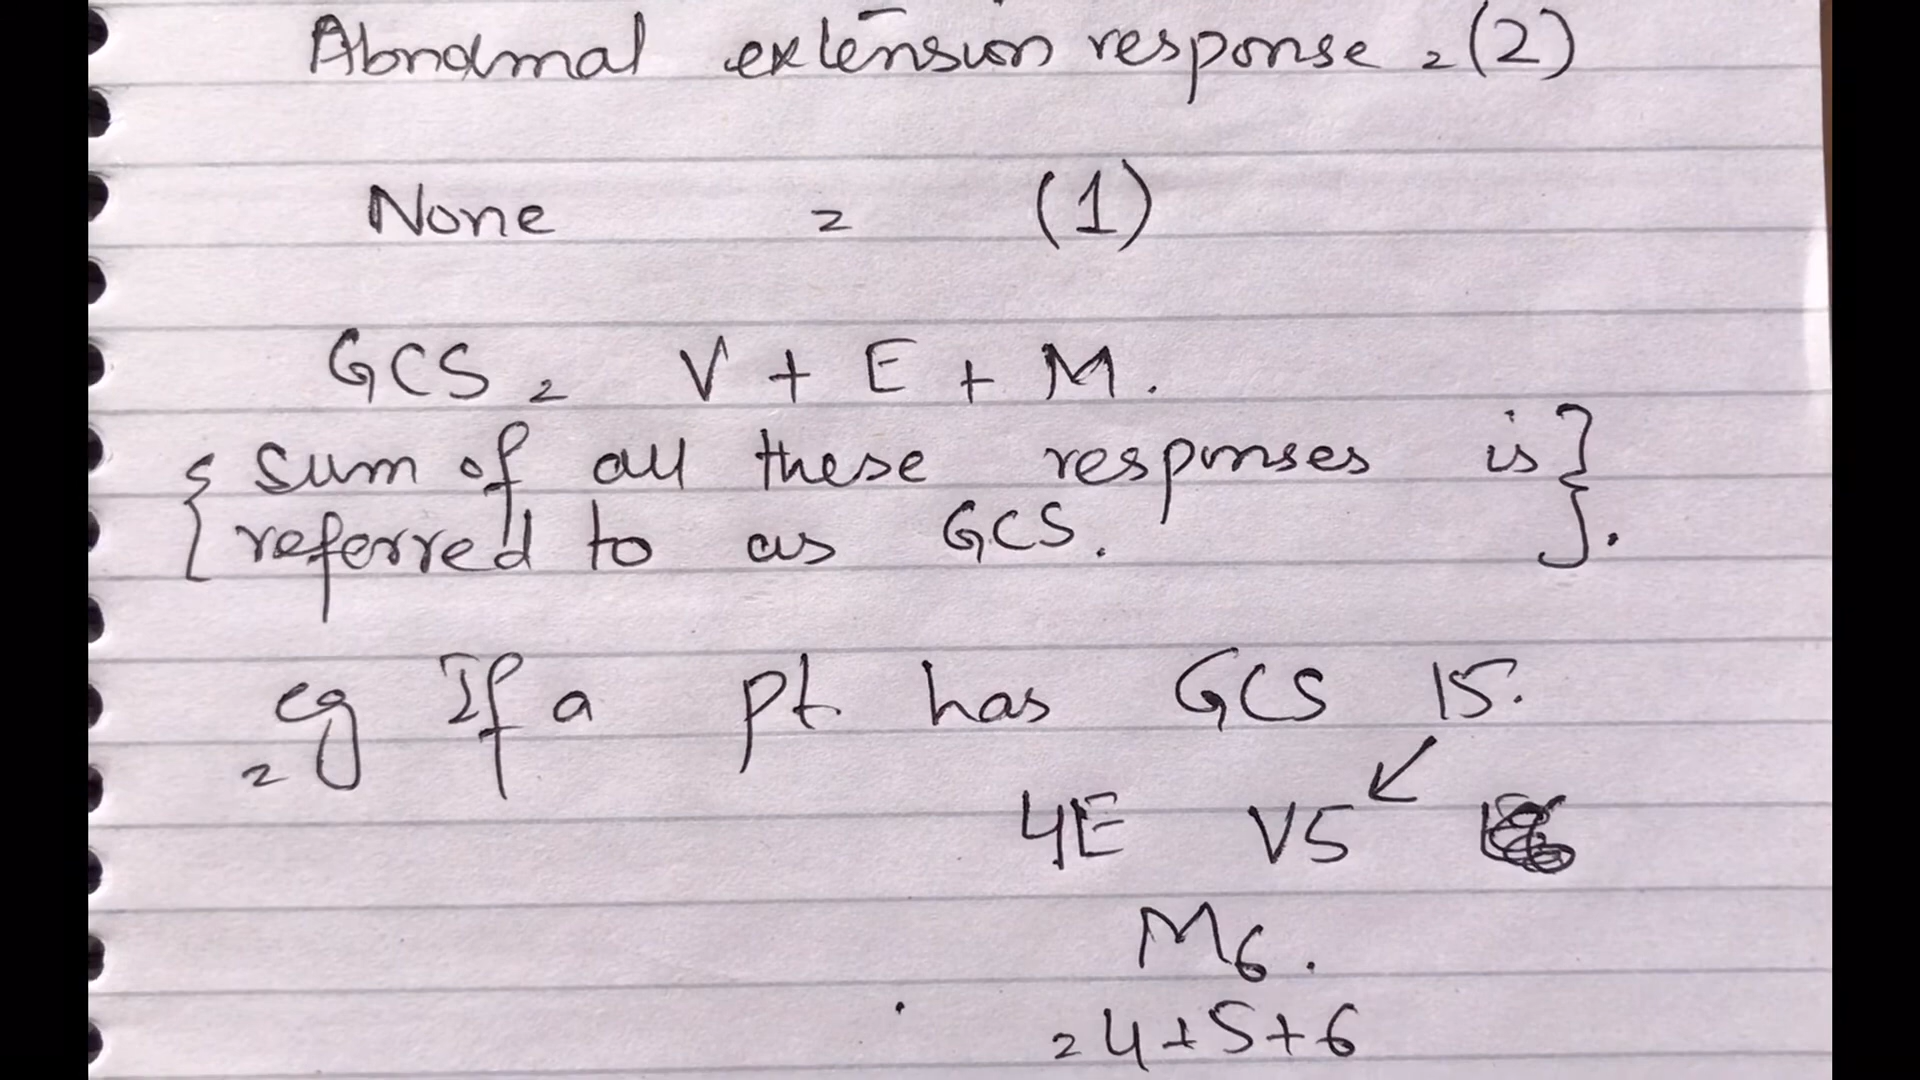 Abnormal extension response = (2)
None = (1)
GCS = V + E + M.
{ sum of all these responses is }
{ referred to as GCS. }.
eg If a pt. has GCS 15.
=
4E V5
M6.
= 4+5+6